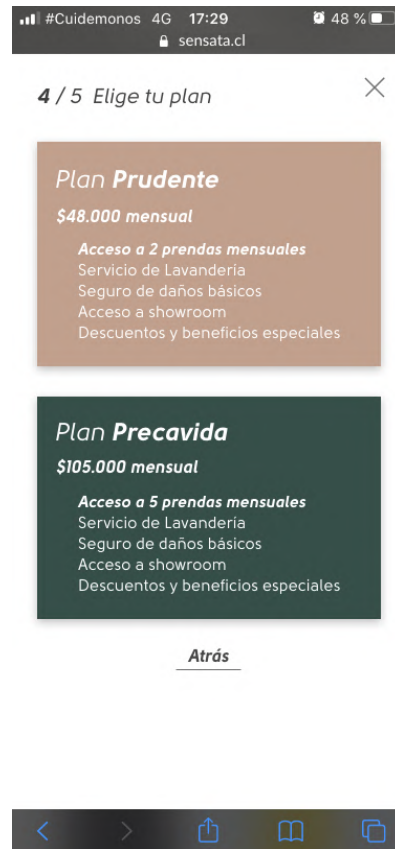 #Cuidemonos 4G 17:29 48 %
sensata.cl
4 / 5 Elige tu plan
Plan Prudente
$48.000 mensual
Acceso a 2 prendas mensuales
Servicio de Lavandería
Seguro de daños básicos
Acceso a showroom
Descuentos y beneficios especiales
Plan Precavida
$105.000 mensual
Acceso a 5 prendas mensuales
Servicio de Lavandería
Seguro de daños básicos
Acceso a showroom
Descuentos y beneficios especiales
Atrás